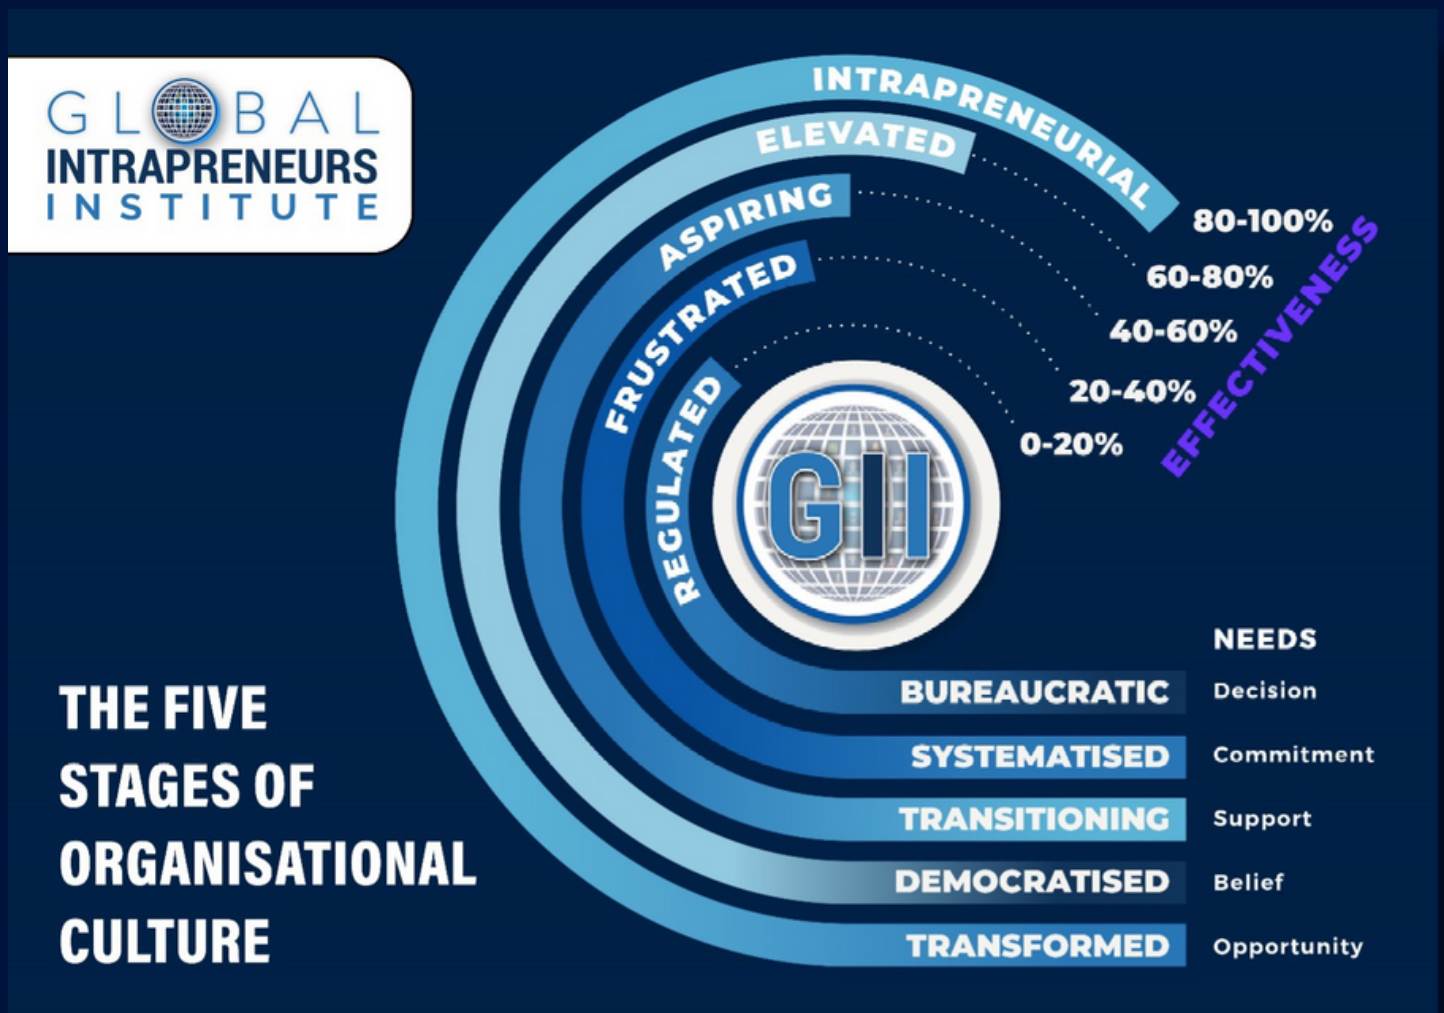 GLOBAL
INTRAPRENEURS
INSTITUTE
INTRAPRENEURIAL
ELEVATED
ASPIRING
FRUSTRATED
REGULATED
80-100%
60-80%
40-60%
20-40%
0-20%
EFFECTIVENESS
GII
NEEDS
BUREAUCRATIC Decision
SYSTEMATISED Commitment
TRANSITIONING Support
DEMOCRATISED Belief
TRANSFORMED Opportunity
THE FIVE
STAGES OF
ORGANISATIONAL
CULTURE